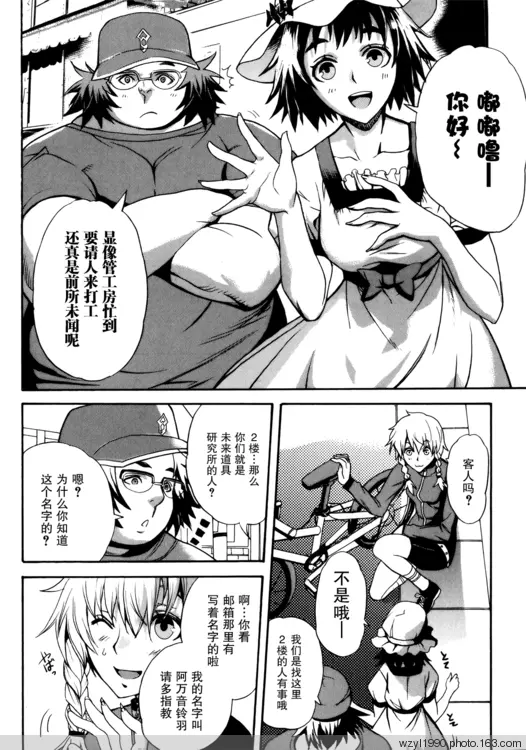 嘟嘟噜—
你好～
显像管工房忙到
要请人来打工
还真是前所未闻呢
客人吗？
不是哦—
我们是找这里
2楼的人有事哦
2楼…那么
你们就是
未来道具
研究所的人？
嗯？
为什么你知道
这个名字的？
啊…你看
邮箱那里有
写着名字的啦
我的名字叫
阿万音铃羽
请多指教
やばっ
wzyl1990.photo.163.com